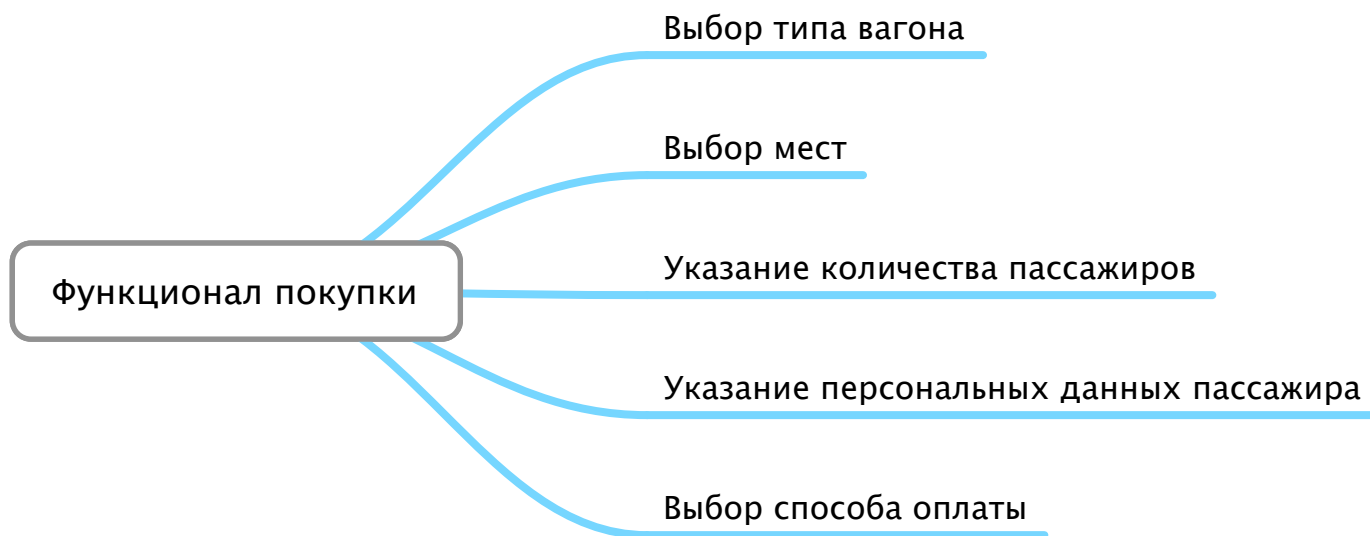 Выбор типа вагона
Выбор мест
Указание количества пассажиров
Функционал покупки
Указание персональных данных пассажира
Выбор способа оплаты